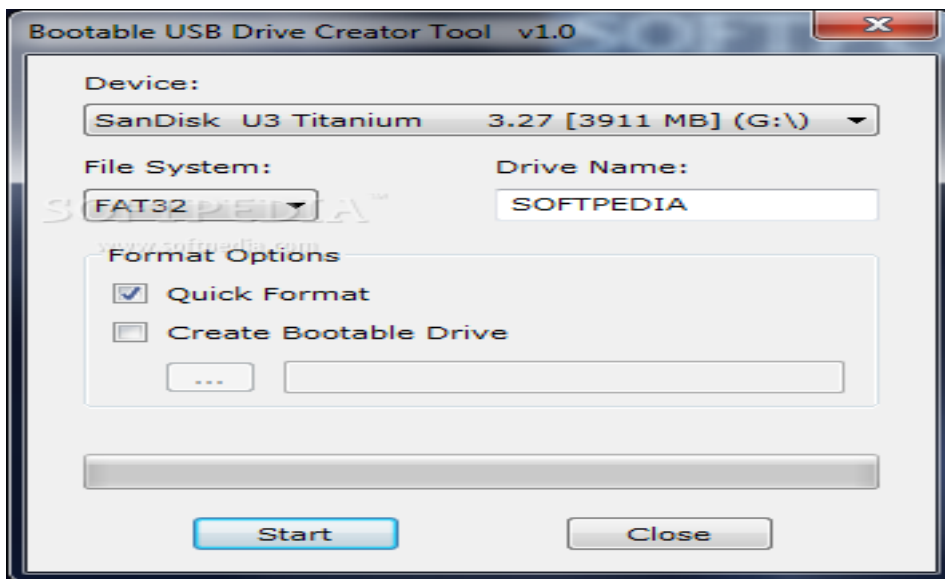 Bootable USB Drive Creator Tool v1.0
SOFTPEDIA
Device:
SanDisk U3 Titanium 3.27 [3911 MB] (G:\)
File System: Drive Name:
FAT32 SOFTPEDIA
SOFTPEDIA™
www.softpedia.com
Format Options
Quick Format
Create Bootable Drive
...
Start Close